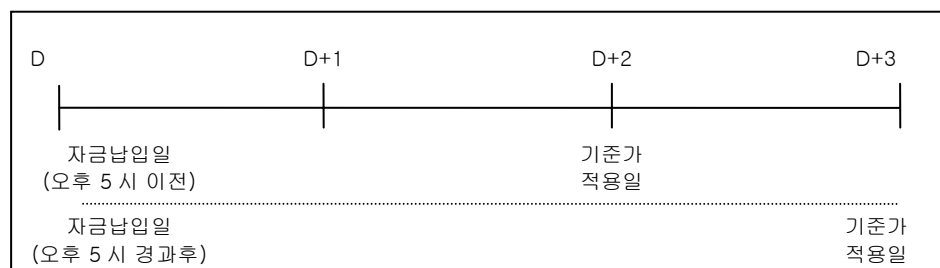 D D+1 D+2 D+3
자금납입일 기준가
(오후 5 시 이전) 적용일
자금납입일 기준가
(오후 5 시 경과후) 적용일